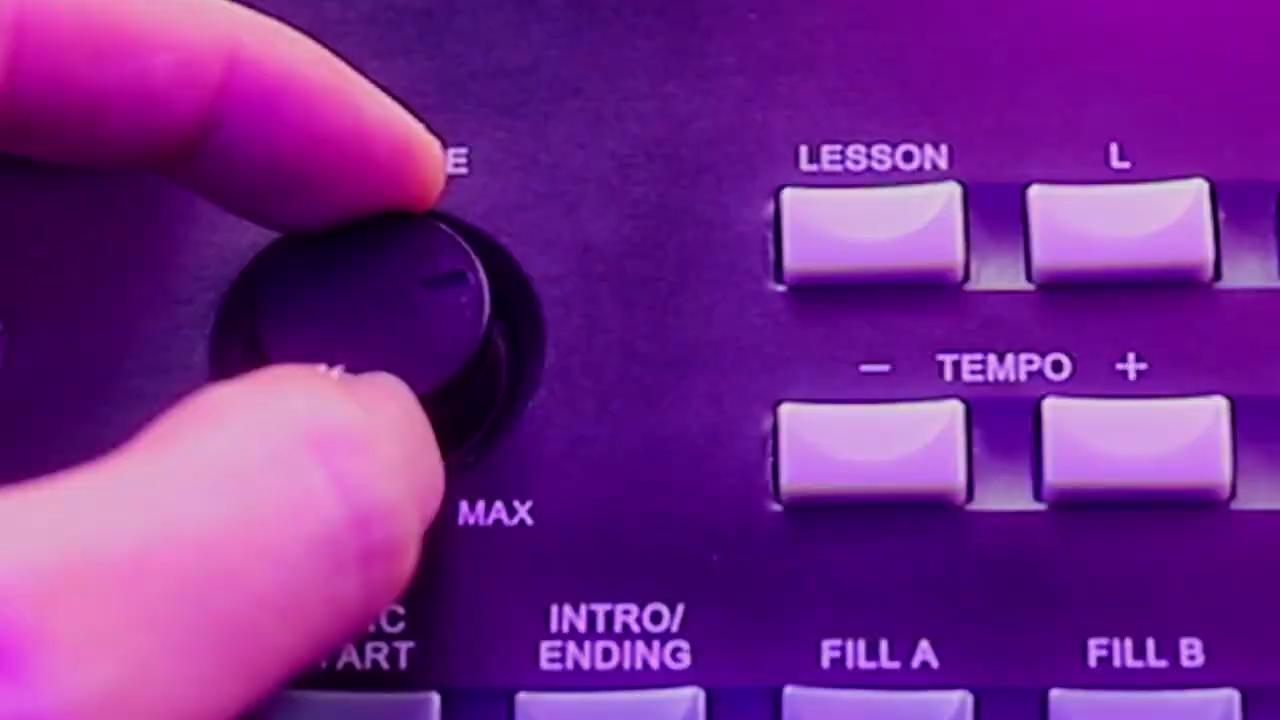 E
LESSON
L
− TEMPO +
MAX
INTRO/
ENDING
FILL A
FILL B